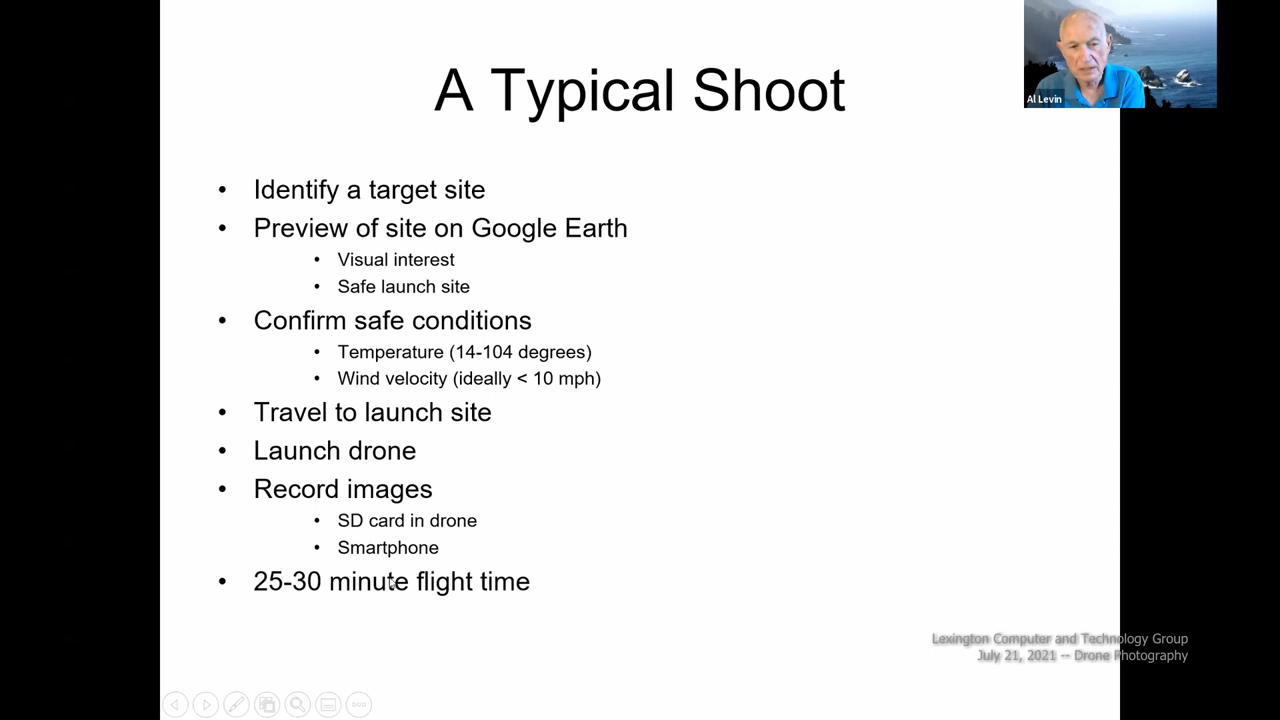 A Typical Shoot
Al Levin
• Identify a target site
• Preview of site on Google Earth
• Visual interest
• Safe launch site
• Confirm safe conditions
• Temperature (14-104 degrees)
• Wind velocity (ideally < 10 mph)
• Travel to launch site
• Launch drone
• Record images
• SD card in drone
• Smartphone
• 25-30 minute flight time
Lexington Computer and Technology Group
July 21, 2021 -- Drone Photography